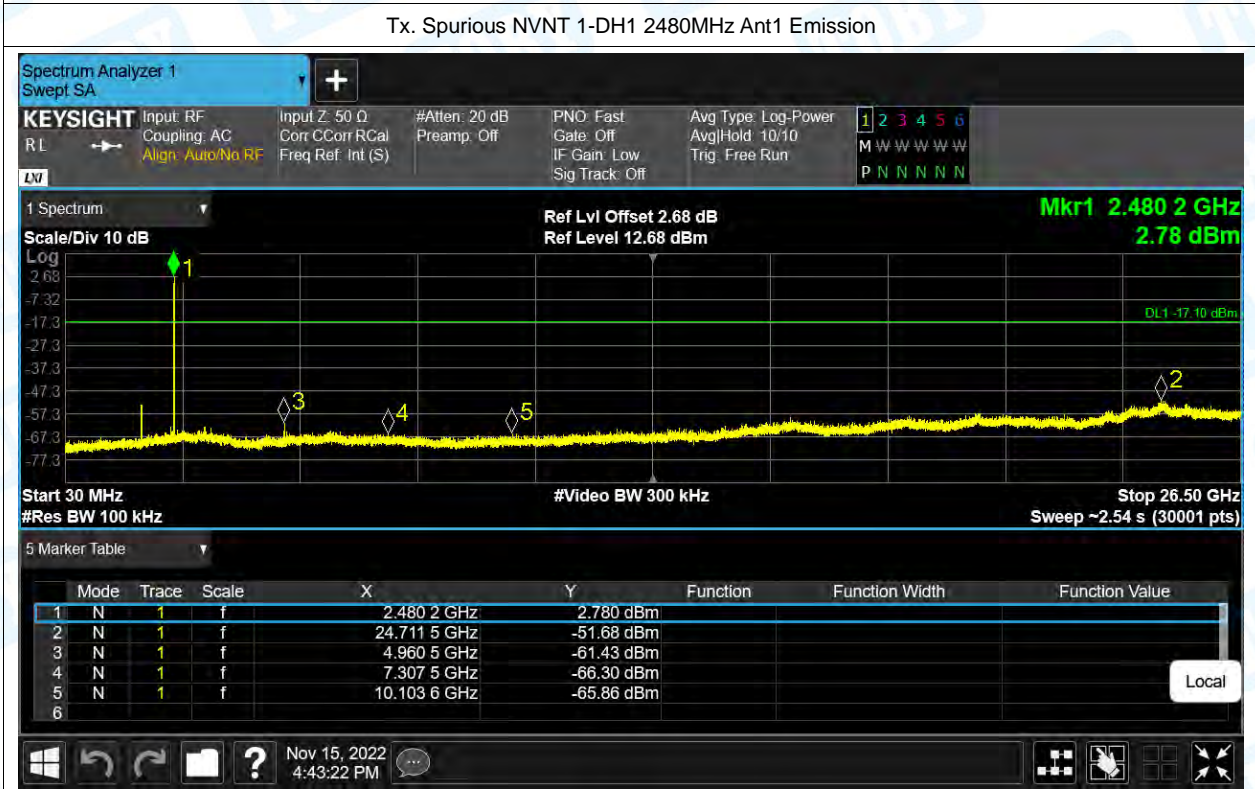 Tx. Spurious NVNT 1-DH1 2480MHz Ant1 Emission
Spectrum Analyzer 1
Swept SA
+
KEYSIGHT
RL
LXI
Input: RF
Coupling: AC
Align: Auto/No RF
Input Z: 50 Ω
Corr CCorr RCal
Freq Ref: Int (S)
#Atten: 20 dB
Preamp: Off
PNO: Fast
Gate: Off
IF Gain: Low
Sig Track: Off
Avg Type: Log-Power
Avg|Hold: 10/10
Trig: Free Run
1 2 3 4 5 6
M W W W W W
P N N N N N
1 Spectrum
Scale/Div 10 dB
Ref Lvl Offset 2.68 dB
Ref Level 12.68 dBm
Mkr1 2.480 2 GHz
2.78 dBm
Log
2.68
-7.32
-17.3
-27.3
-37.3
-47.3
-57.3
-67.3
-77.3
1
DL1 -17.10 dBm
2
3
4
5
Start 30 MHz
#Res BW 100 kHz
#Video BW 300 kHz
Stop 26.50 GHz
Sweep ~2.54 s (30001 pts)
5 Marker Table
Mode Trace Scale X Y Function Function Width Function Value
1 N 1 f 2.480 2 GHz 2.780 dBm
2 N 1 f 24.711 5 GHz -51.68 dBm
3 N 1 f 4.960 5 GHz -61.43 dBm
4 N 1 f 7.307 5 GHz -66.30 dBm
5 N 1 f 10.103 6 GHz -65.86 dBm
6
Local
?
Nov 15, 2022
4:43:22 PM